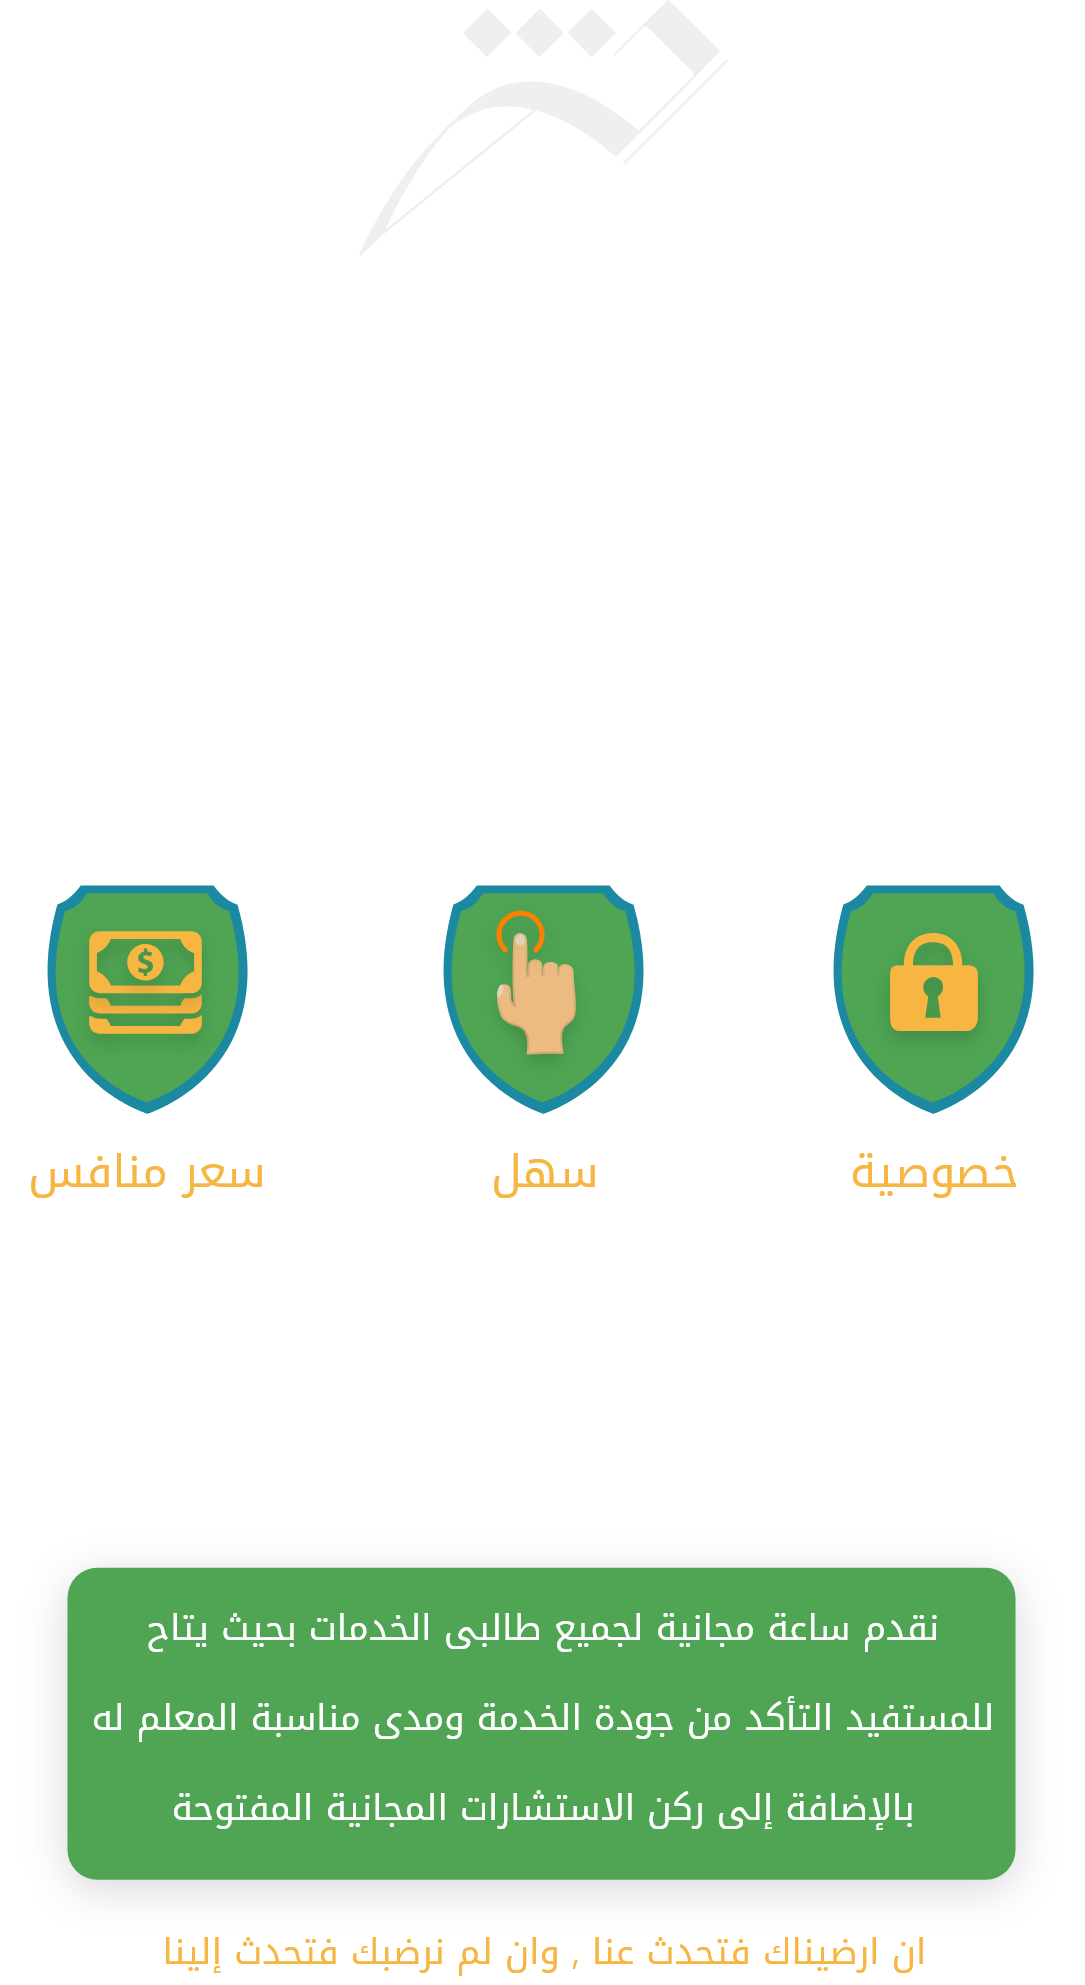 خصوصية
سهل
سعر منافس
نقدم ساعة مجانية لجميع طالبى الخدمات بحيث يتاح
للمستفيد التأكد من جودة الخدمة ومدى مناسبة المعلم له
بالإضافة إلى ركن الاستشارات المجانية المفتوحة
ان ارضيناك فتحدث عنا , وان لم نرضبك فتحدث إلينا